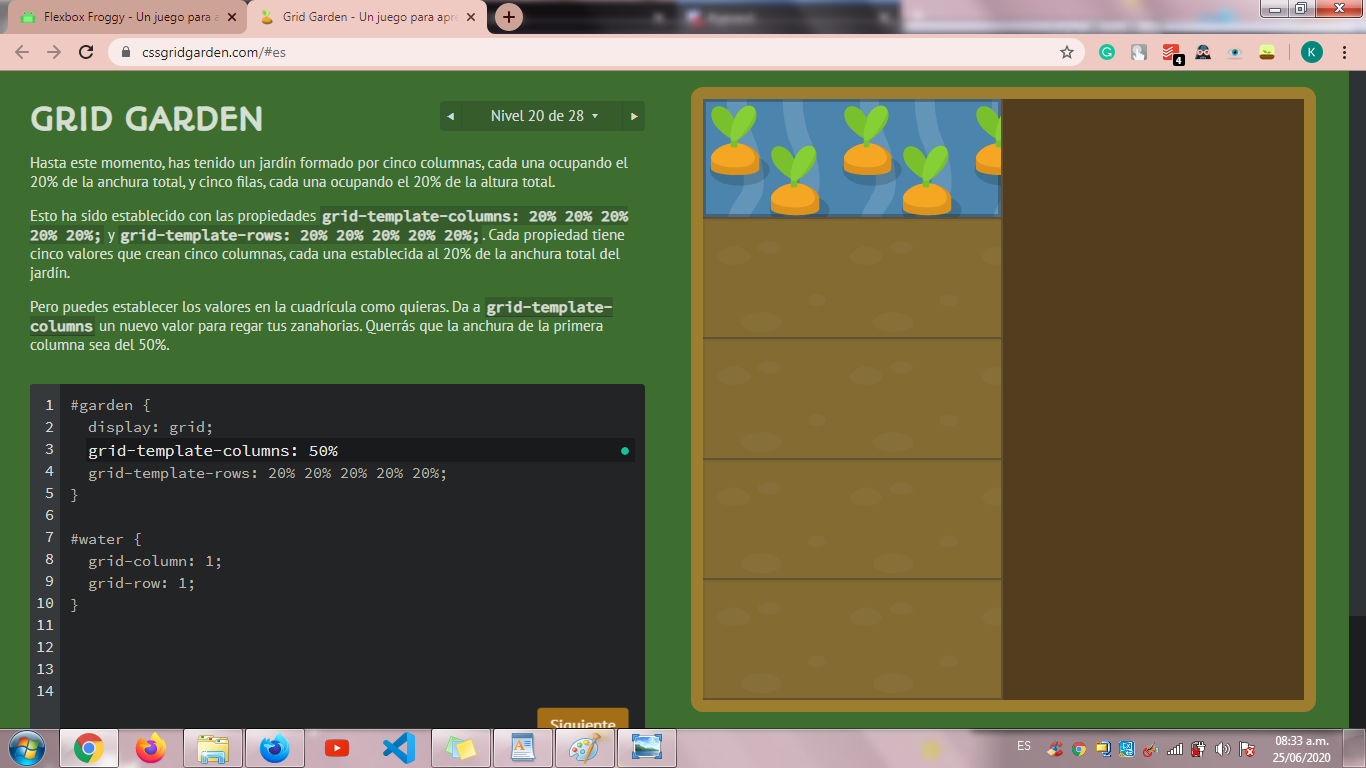 Flexbox Froggy - Un juego para a
Grid Garden - Un juego para apre
cssgridgarden.com/#es
4
K
GRID GARDEN
Nivel 20 de 28
Hasta este momento, has tenido un jardín formado por cinco columnas, cada una ocupando el
20% de la anchura total, y cinco filas, cada una ocupando el 20% de la altura total.
Esto ha sido establecido con las propiedades grid-template-columns: 20% 20% 20%
20% 20%; y grid-template-rows: 20% 20% 20% 20% 20%; . Cada propiedad tiene
cinco valores que crean cinco columnas, cada una establecida al 20% de la anchura total del
jardín.
Pero puedes establecer los valores en la cuadrícula como quieras. Da a grid-template-
columns un nuevo valor para regar tus zanahorias. Querrás que la anchura de la primera
columna sea del 50%.
1 #garden {
2 display: grid;
3 grid-template-columns: 50%
4 grid-template-rows: 20% 20% 20% 20% 20%;
5 }
6
7 #water {
8 grid-column: 1;
9 grid-row: 1;
10 }
11
12
13
14
Siguiente
ES
08:33 a.m.
25/06/2020